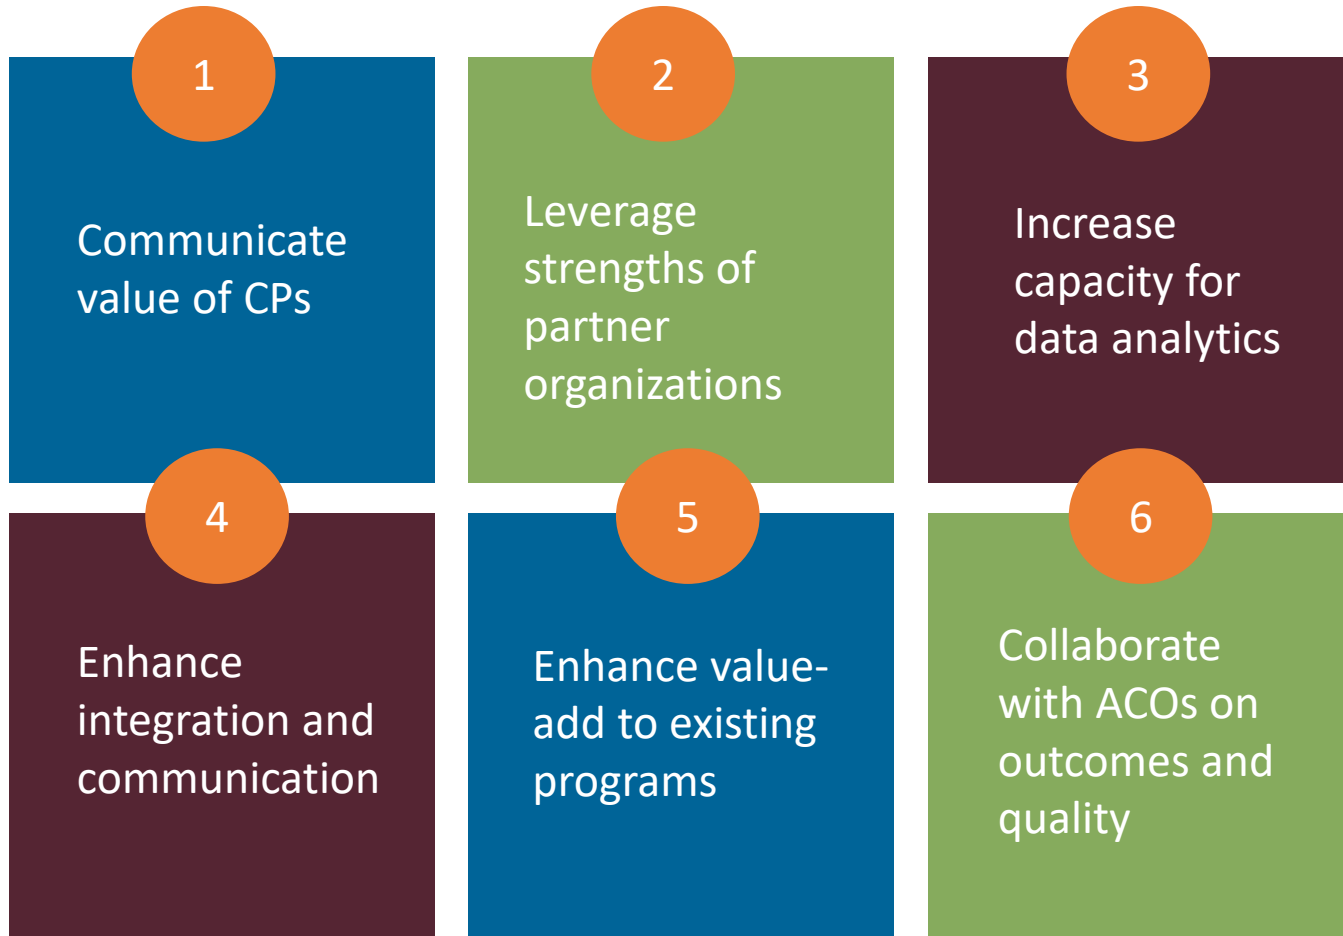 1
Communicate
value of CPs
2
Leverage
strengths of
partner
organizations
3
Increase
capacity for
data analytics
4
Enhance
integration and
communication
5
Enhance value-
add to existing
programs
6
Collaborate
with ACOs on
outcomes and
quality